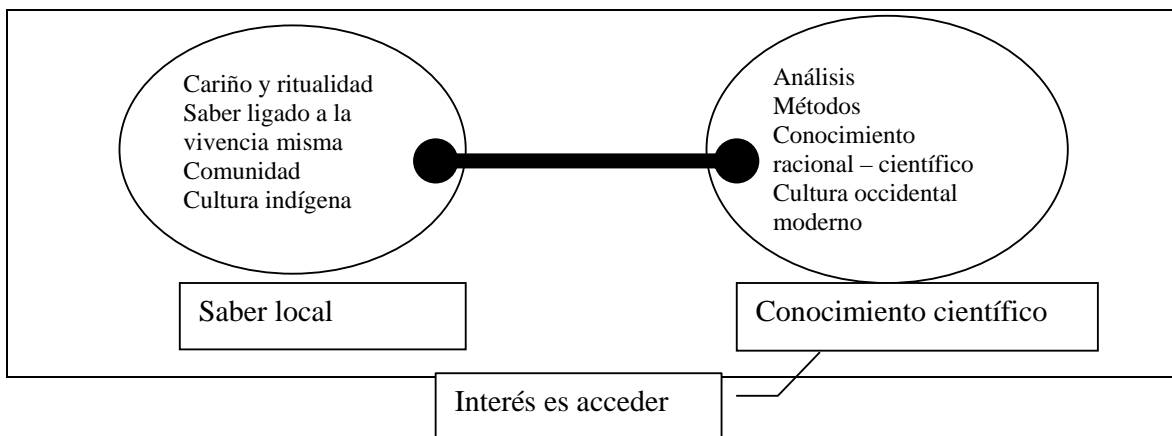 Cariño y ritualidad
Saber ligado a la
vivencia misma
Comunidad
Cultura indígena
Análisis
Métodos
Conocimiento
racional – científico
Cultura occidental
moderno
Saber local
Conocimiento científico
Interés es acceder